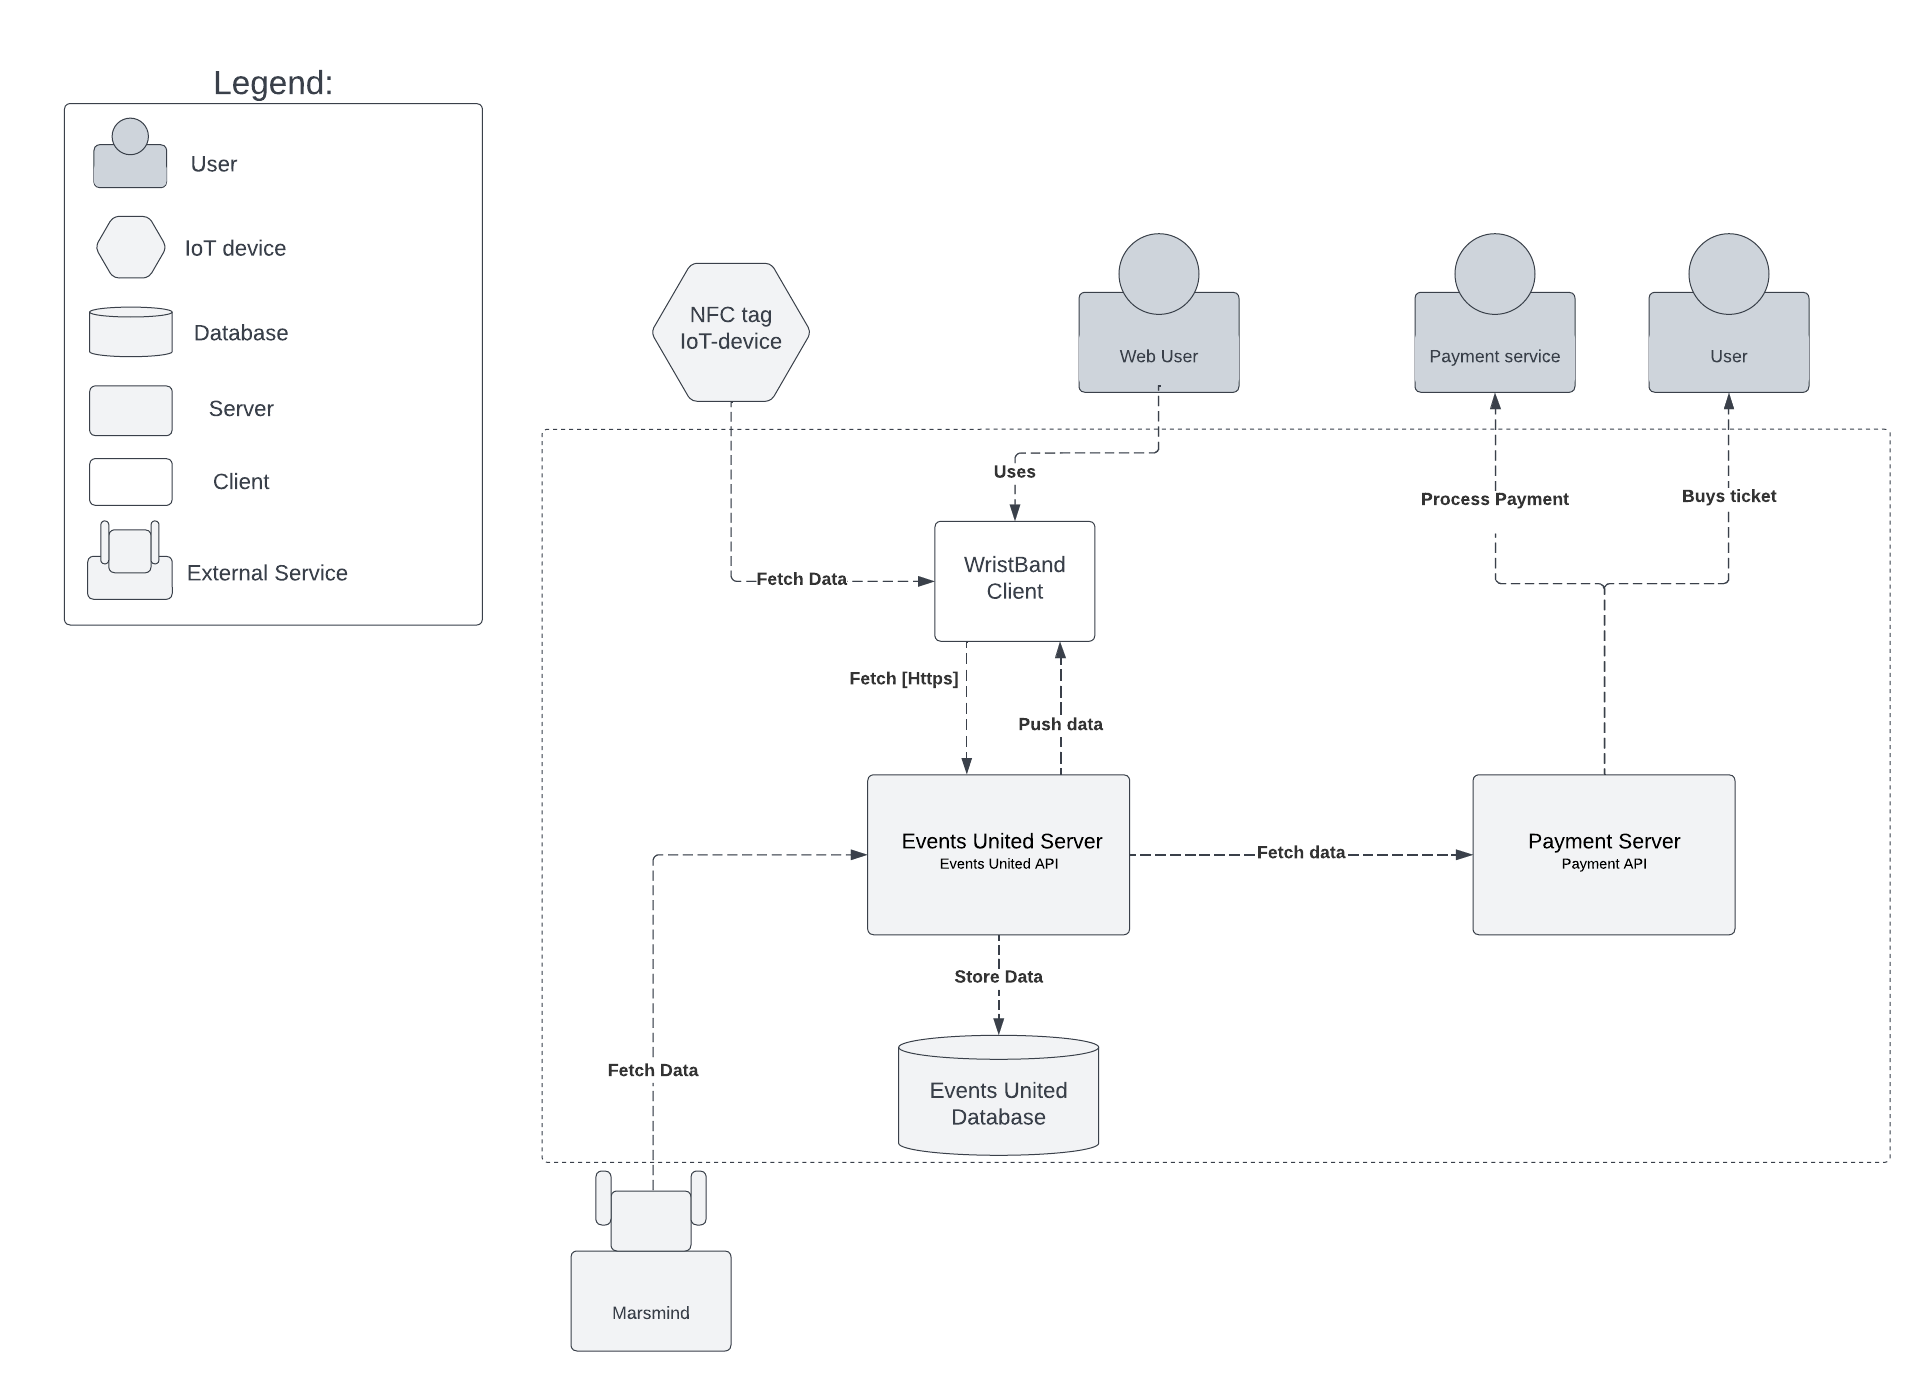 Legend:
User
IoT device
Database
Server
Client
External Service
NFC tag
IoT-device
Web User
Payment service
User
Uses
Process Payment
Buys ticket
Fetch Data
WristBand
Client
Fetch [Https]
Push data
Events United Server
Events United API
Fetch data
Payment Server
Payment API
Store Data
Fetch Data
Events United
Database
Marsmind